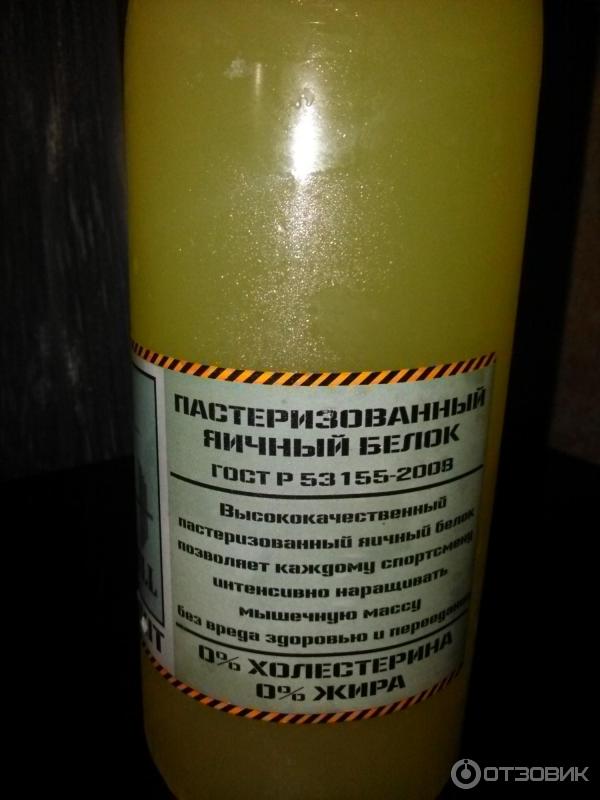 ПАСТЕРИЗОВАННЫЙ
ЯИЧНЫЙ БЕЛОК
ГОСТ Р 53155-2008
Высококачественный
пастеризованный яичный белок
позволяет каждому спортсмену
интенсивно наращивать
мышечную массу
без вреда здоровью и переедания
0% ХОЛЕСТЕРИНА
0% ЖИРА
ОТЗОВИК